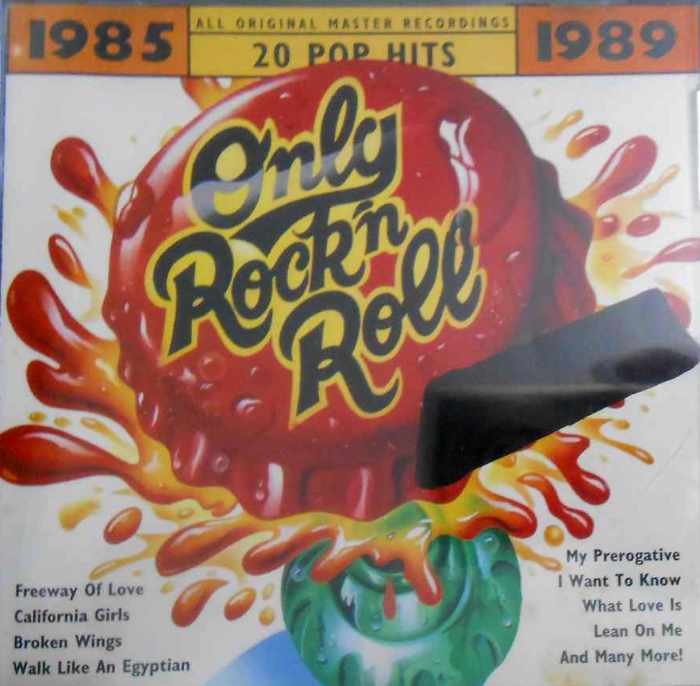 1985
ALL ORIGINAL MASTER RECORDINGS
1989
20 POP HITS
Only
Rock'n
Roll
Freeway Of Love
California Girls
Broken Wings
Walk Like An Egyptian
My Prerogative
I Want To Know
What Love Is
Lean On Me
And Many More!